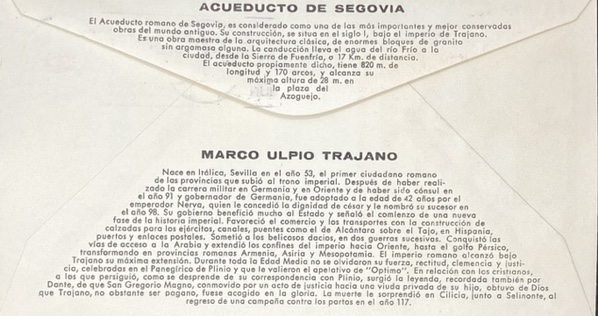 ACUEDUCTO DE SEGOVIA
El Acueducto romano de Segovia, es considerado como una de las más importantes y mejor conservadas
obras del mundo antiguo. Su construcción, se situa en el siglo I, bajo el imperio de Trajano.
Es una obra maestra de la arquitectura clásica, de enormes bloques de granito
sin argamasa alguna. La conducción lleva el agua del río Frío a la
ciudad, desde la Sierra de Fuenfría, a 17 Km. de distancia.
El acueducto propiamente dicho, tiene 820 m. de
longitud y 170 arcos, y alcanza su
máxima altura de 28 m. en
la plaza del
Azoguejo.
MARCO ULPIO TRAJANO
Nace en Itálica, Sevilla en el año 53, el primer ciudadano romano
de las provincias que subió al trono imperial. Después de haber reali-
zado la carrera militar en Germania y en Oriente y de haber sido cónsul en
el año 91 y gobernador de Germania, fue adoptado a la edad de 42 años por el
emperador Nerva, quien le concedió la dignidad de césar y le nombró su sucesor en
el año 98. Su gobierno benefició mucho al Estado y señaló el comienzo de una nueva
fase de la historia imperial. Favoreció el comercio y los transportes con la construcción de
calzadas para los ejércitos, canales, puentes como el de Alcántara sobre el Tajo, en Hispania,
puertos y enlaces postales. Sometió a los belicosos dacios, en dos guerras sucesivas. Conquistó las
vías de acceso a la Arabia y extendió los confines del imperio hacia Oriente, hasta el golfo Pérsico,
transformando en provincias romanas Armenia, Asiria y Mesopotamia. El imperio romano alcanzó bajo
Trajano su máxima extensión. Durante toda la Edad Media no se olvidaron su fuerza, rectitud, clemencia y justi-
cia, celebradas en el Panegírico de Plinio y que le valieron el apelativo de "Optimo". En relación con los cristianos,
a los que persiguió, como se desprende de su correspondencia con Plinio, surgió la leyenda, recordada también por
Dante, de que San Gregorio Magno, conmovido por un acto de justicia hacia una viuda privada de su hijo, obtuvo de Dios
que Trajano, no obstante ser pagano, fuese acogido en la gloria. La muerte le sorprendió en Cilicia, junto a Selinonte, al
regreso de una campaña contra los partos en el año 117.